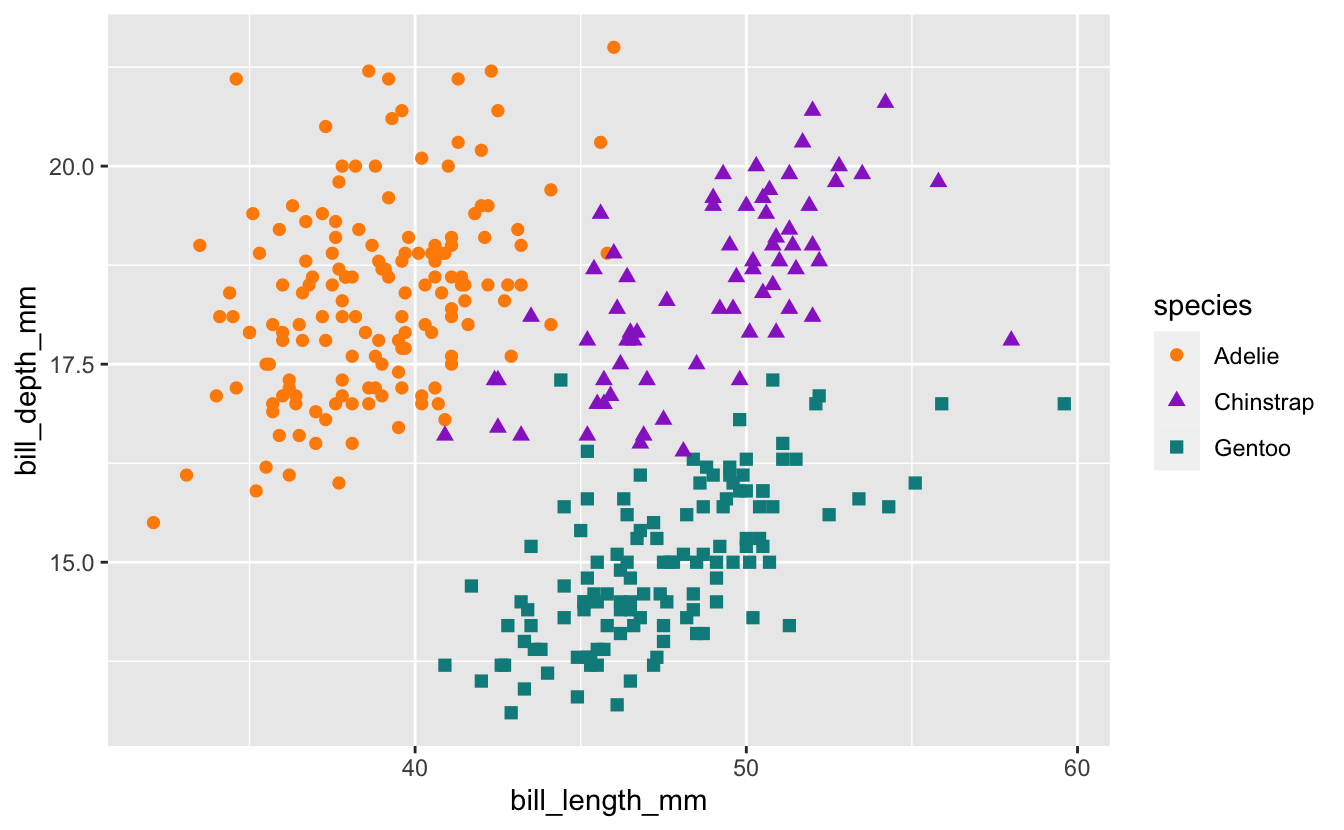 20.0
17.5
15.0
bill_depth_mm
40 50 60
bill_length_mm
species
Adelie
Chinstrap
Gentoo